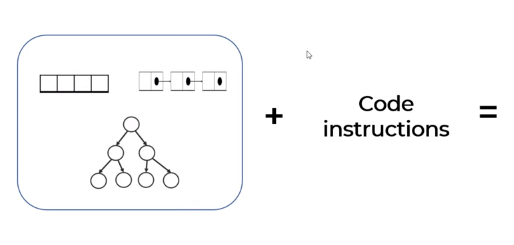 +
Code
instructions
=